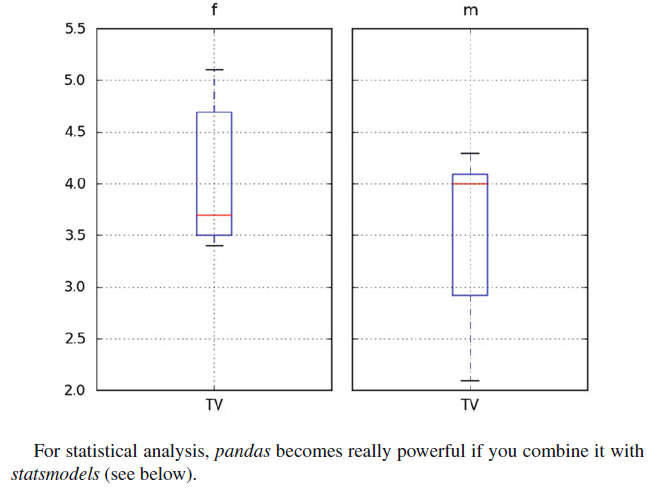 f m
5.5
5.0
4.5
4.0
3.5
3.0
2.5
2.0
TV TV
For statistical analysis, pandas becomes really powerful if you combine it with
statsmodels (see below).